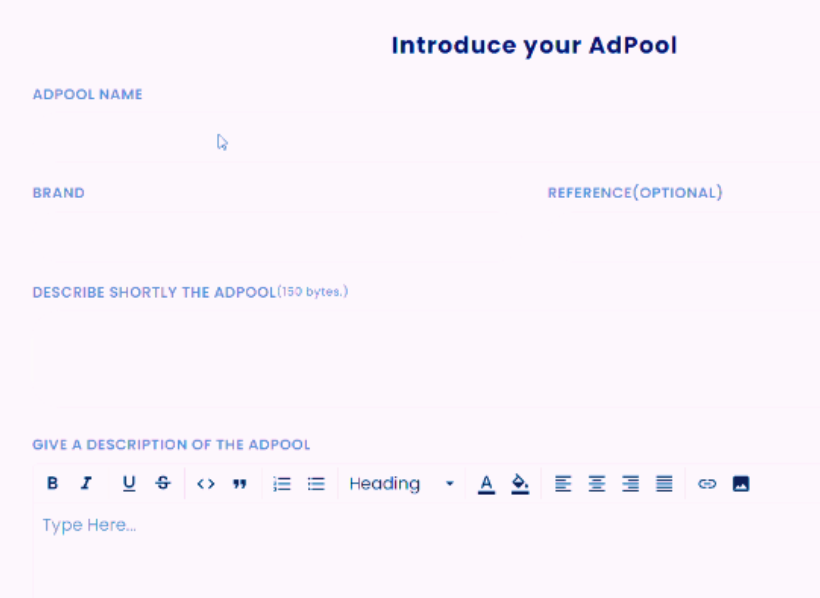 Introduce your AdPool
ADPOOL NAME
BRAND
REFERENCE(OPTIONAL)
DESCRIBE SHORTLY THE ADPOOL(150 bytes.)
GIVE A DESCRIPTION OF THE ADPOOL
B I U S Heading A
Type Here...